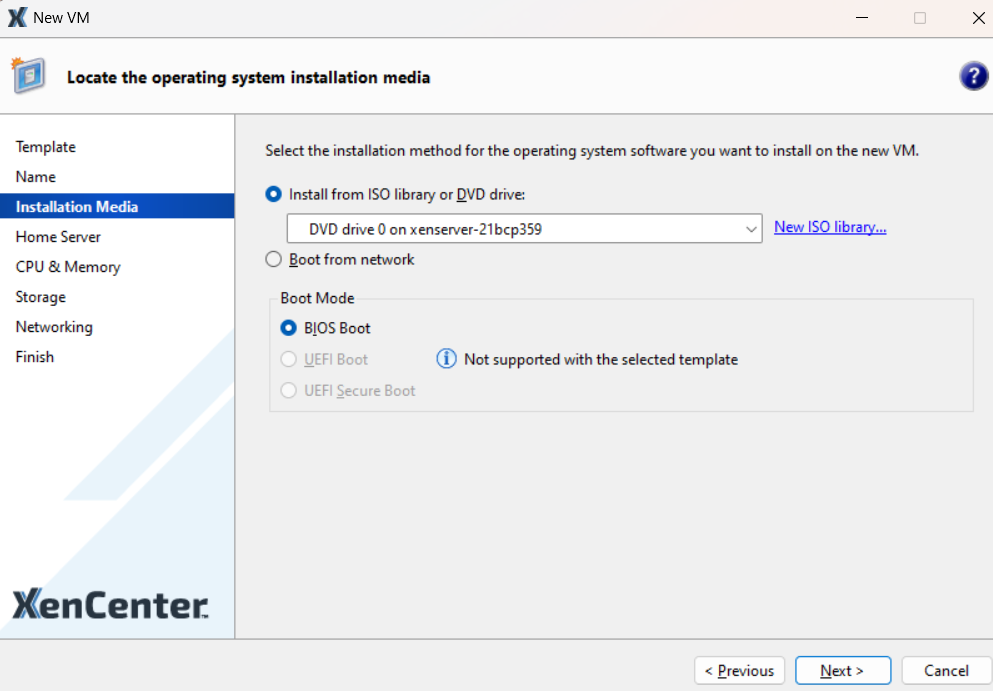 New VM
Locate the operating system installation media
?
Template
Name
Installation Media
Home Server
CPU & Memory
Storage
Networking
Finish
Select the installation method for the operating system software you want to install on the new VM.
Install from ISO library or DVD drive:
DVD drive 0 on xenserver-21bcp359
New ISO library...
Boot from network
Boot Mode
BIOS Boot
UEFI Boot
Not supported with the selected template
UEFI Secure Boot
XenCenter™
< Previous
Next >
Cancel